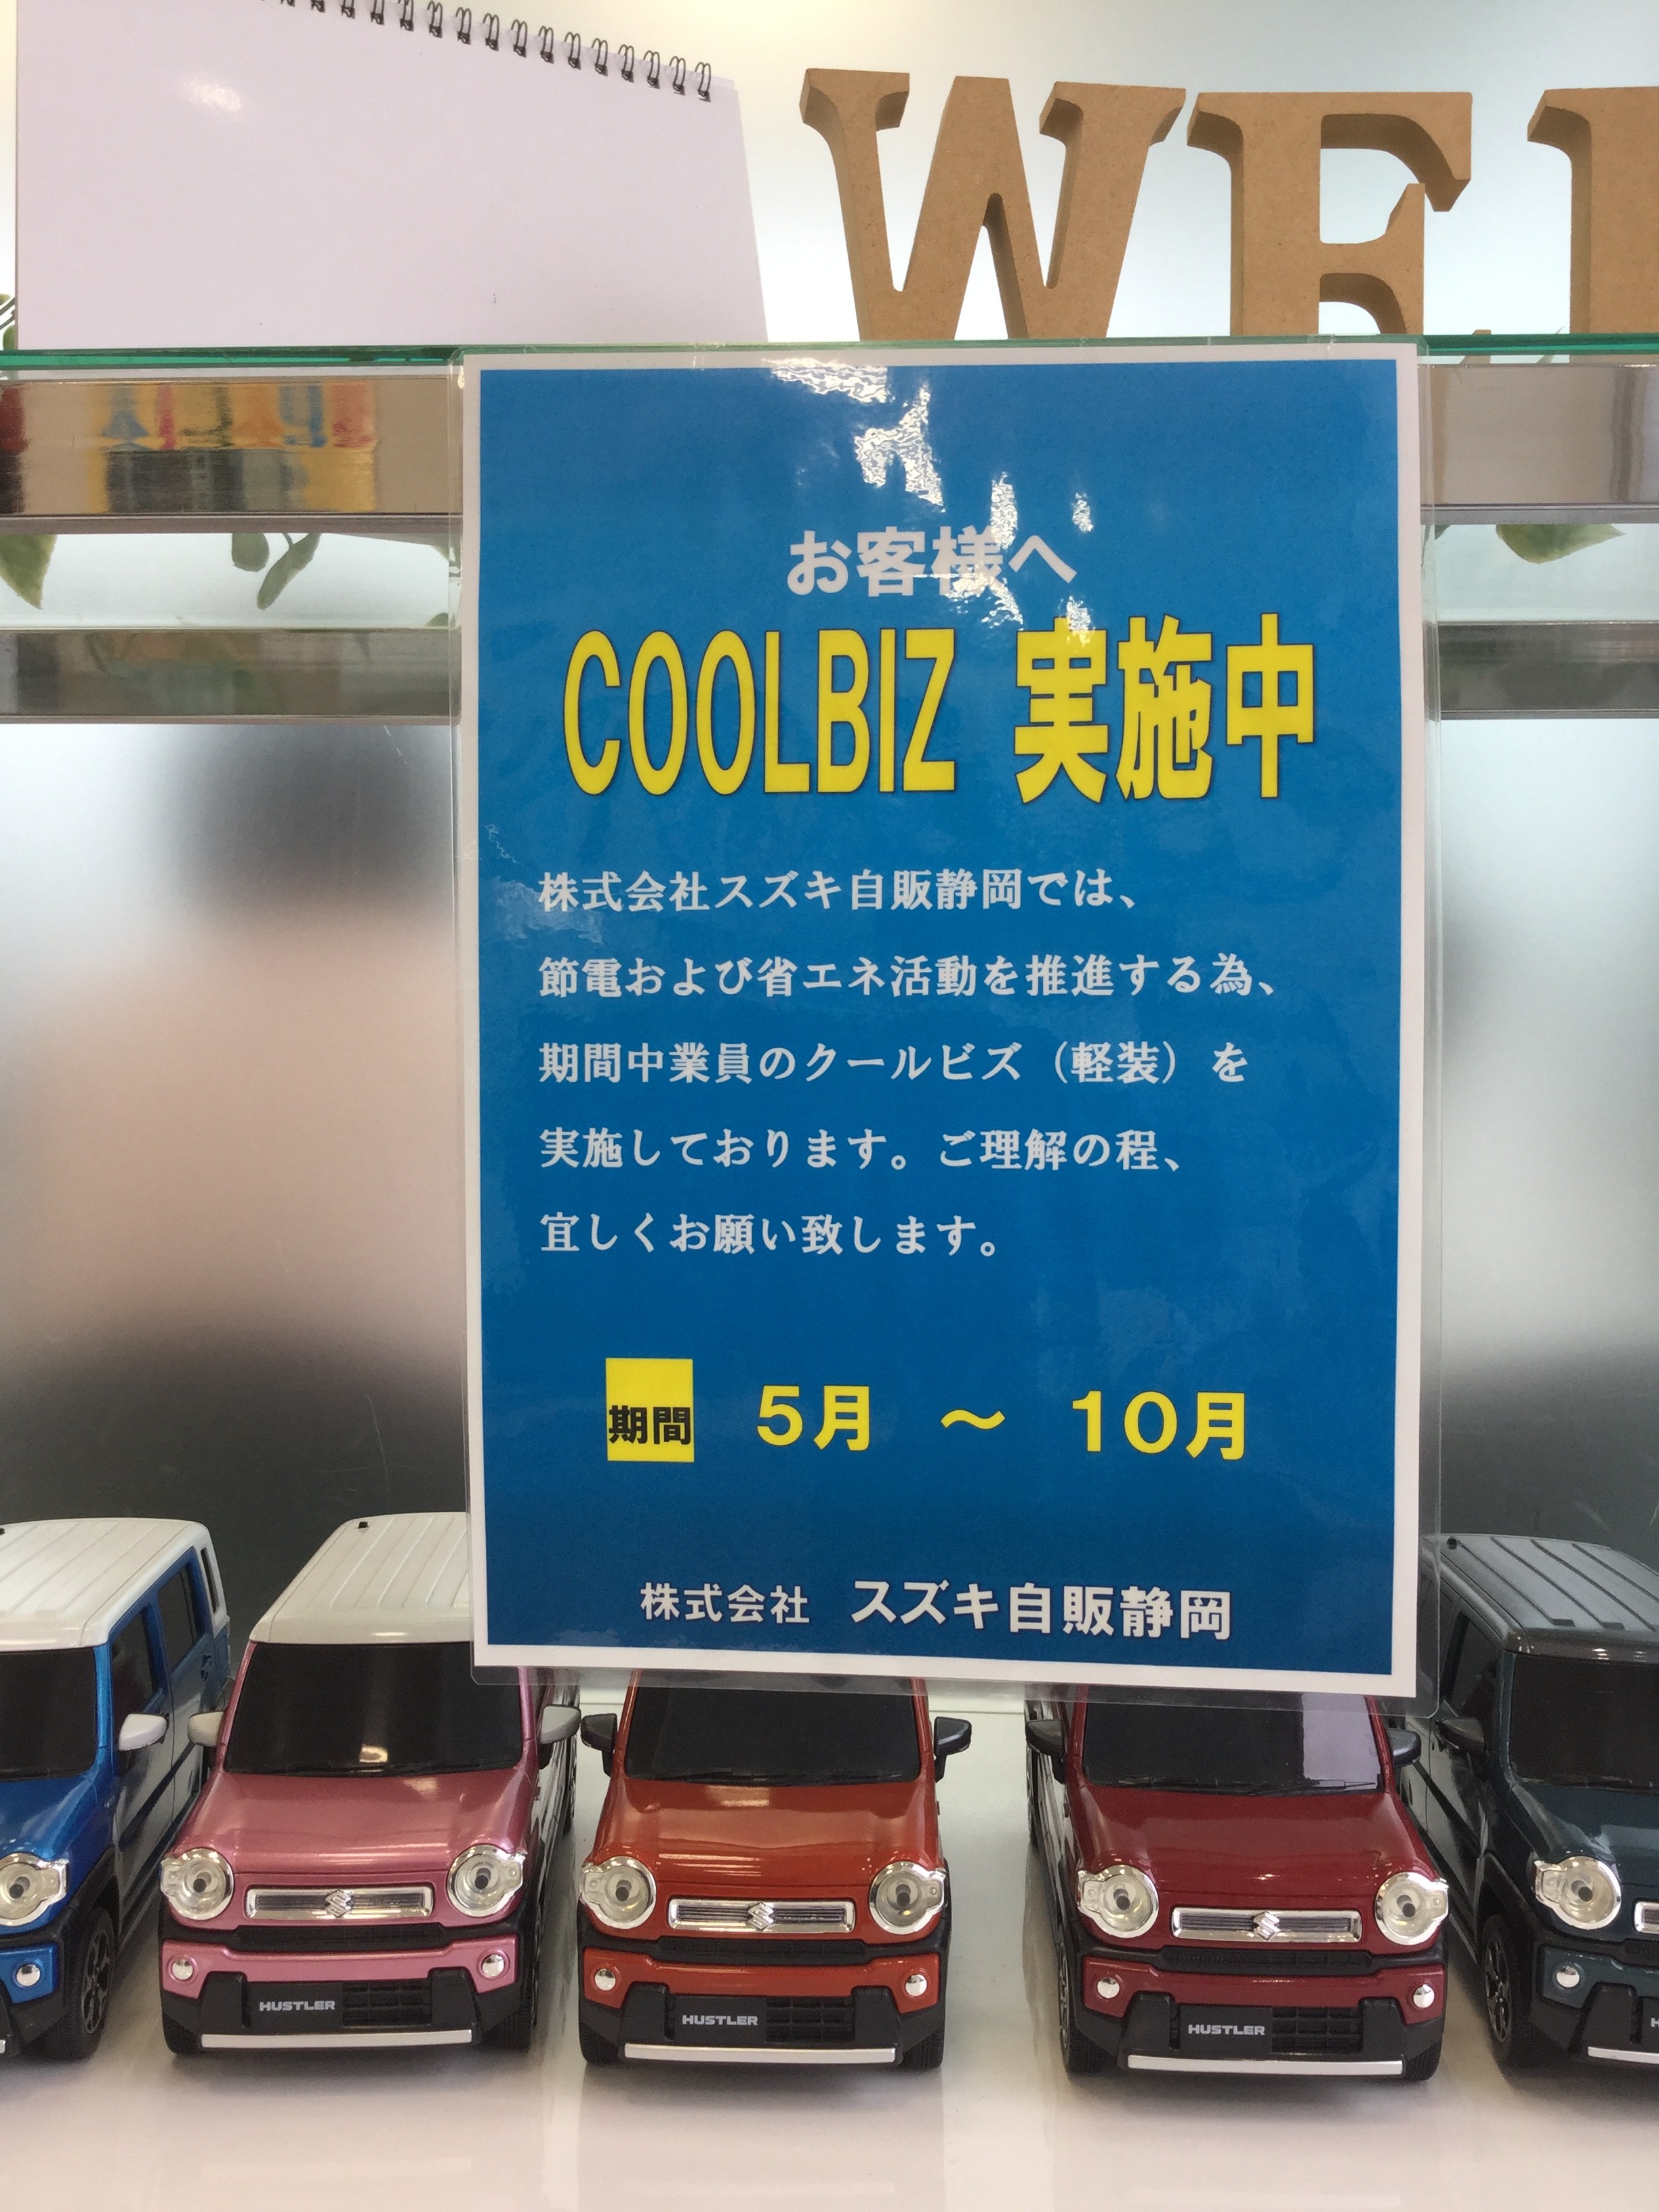 WE
お客様へ
COOLBIZ 実施中
株式会社スズキ自販静岡では、
節電および省エネ活動を推進する為、
期間中業員のクールビズ（軽装）を
実施しております。ご理解の程、
宜しくお願い致します。
期間 5月 ～ 10月
株式会社 スズキ自販静岡
HUSTLER HUSTLER HUSTLER